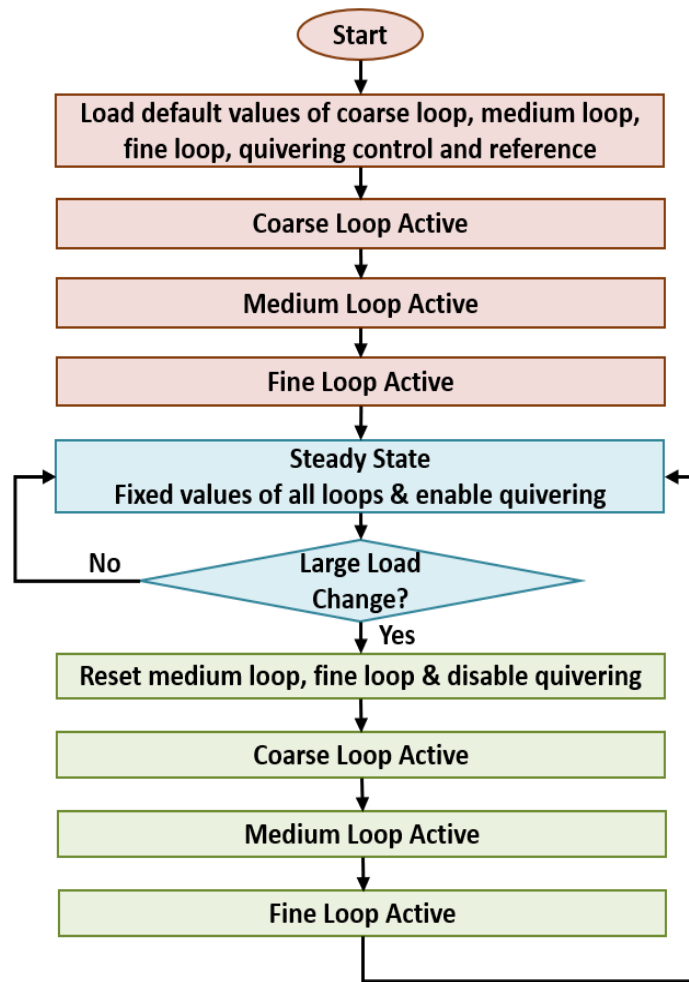 Start
Load default values of coarse loop, medium loop,
fine loop, quivering control and reference
Coarse Loop Active
Medium Loop Active
Fine Loop Active
Steady State
Fixed values of all loops & enable quivering
Large Load
Change?
No
Yes
Reset medium loop, fine loop & disable quivering
Coarse Loop Active
Medium Loop Active
Fine Loop Active